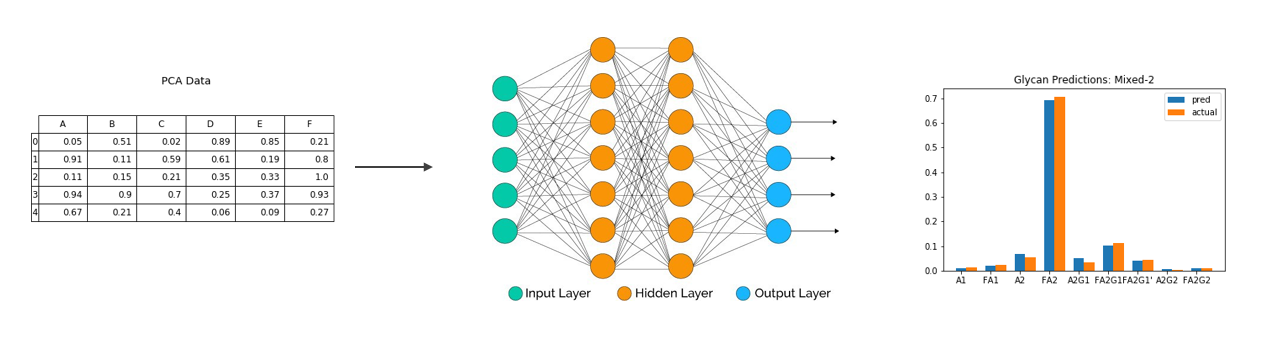 PCA Data
A B C D E F
0 0.05 0.51 0.02 0.89 0.85 0.21
1 0.91 0.11 0.59 0.61 0.19 0.8
2 0.11 0.15 0.21 0.35 0.33 1.0
3 0.94 0.9 0.7 0.25 0.37 0.93
4 0.67 0.21 0.4 0.06 0.09 0.27
Input Layer Hidden Layer Output Layer
Glycan Predictions: Mixed-2
pred
actual
0.7
0.6
0.5
0.4
0.3
0.2
0.1
0.0
A1 FA1 A2 FA2 A2G1 FA2G1 FA2G1' A2G2 FA2G2